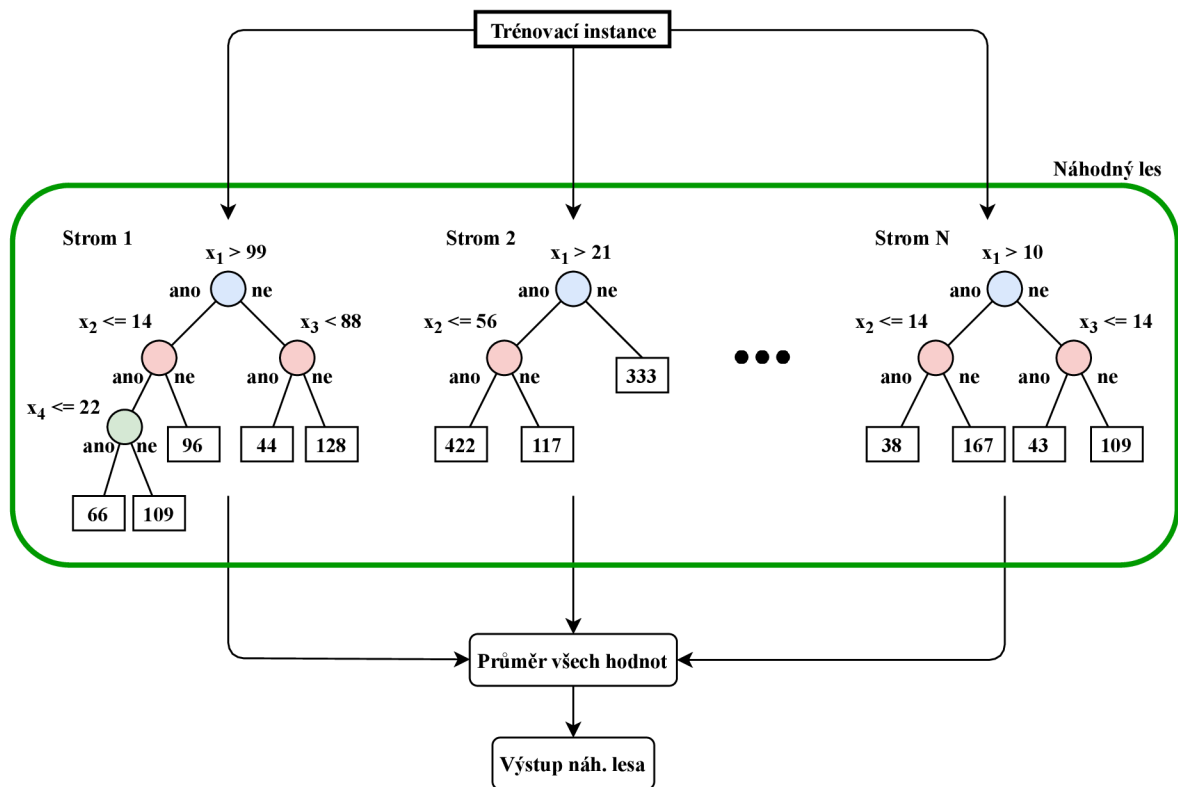 Trénovací instance
Náhodný les
Strom 1
x₁ > 99
ano ne
x₂ <= 14
x₃ < 88
ano ne
ano ne
x₄ <= 22
ano ne
96
44
128
66
109
Strom 2
x₁ > 21
ano ne
x₂ <= 56
333
ano ne
422
117
Strom N
x₁ > 10
ano ne
x₂ <= 14
x₃ <= 14
ano ne
ano ne
38
167
43
109
Průměr všech hodnot
Výstup náh. lesa